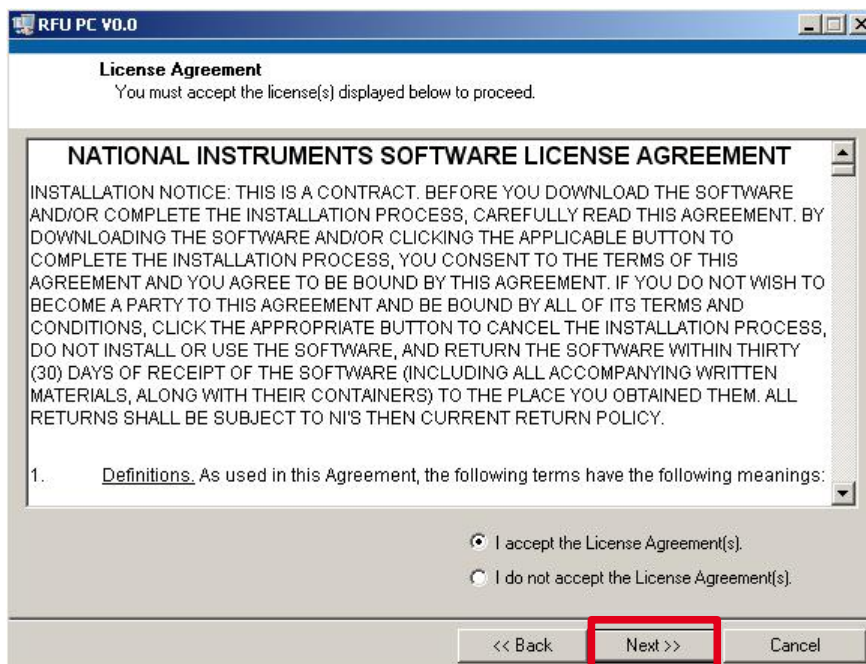 RFU PC V0.0
License Agreement
You must accept the license(s) displayed below to proceed.
NATIONAL INSTRUMENTS SOFTWARE LICENSE AGREEMENT
INSTALLATION NOTICE: THIS IS A CONTRACT. BEFORE YOU DOWNLOAD THE SOFTWARE
AND/OR COMPLETE THE INSTALLATION PROCESS, CAREFULLY READ THIS AGREEMENT. BY
DOWNLOADING THE SOFTWARE AND/OR CLICKING THE APPLICABLE BUTTON TO
COMPLETE THE INSTALLATION PROCESS, YOU CONSENT TO THE TERMS OF THIS
AGREEMENT AND YOU AGREE TO BE BOUND BY THIS AGREEMENT. IF YOU DO NOT WISH TO
BECOME A PARTY TO THIS AGREEMENT AND BE BOUND BY ALL OF ITS TERMS AND
CONDITIONS, CLICK THE APPROPRIATE BUTTON TO CANCEL THE INSTALLATION PROCESS,
DO NOT INSTALL OR USE THE SOFTWARE, AND RETURN THE SOFTWARE WITHIN THIRTY
(30) DAYS OF RECEIPT OF THE SOFTWARE (INCLUDING ALL ACCOMPANYING WRITTEN
MATERIALS, ALONG WITH THEIR CONTAINERS) TO THE PLACE YOU OBTAINED THEM. ALL
RETURNS SHALL BE SUBJECT TO NI'S THEN CURRENT RETURN POLICY.
1. Definitions. As used in this Agreement, the following terms have the following meanings:
I accept the License Agreement(s).
I do not accept the License Agreement(s).
<< Back Next >> Cancel